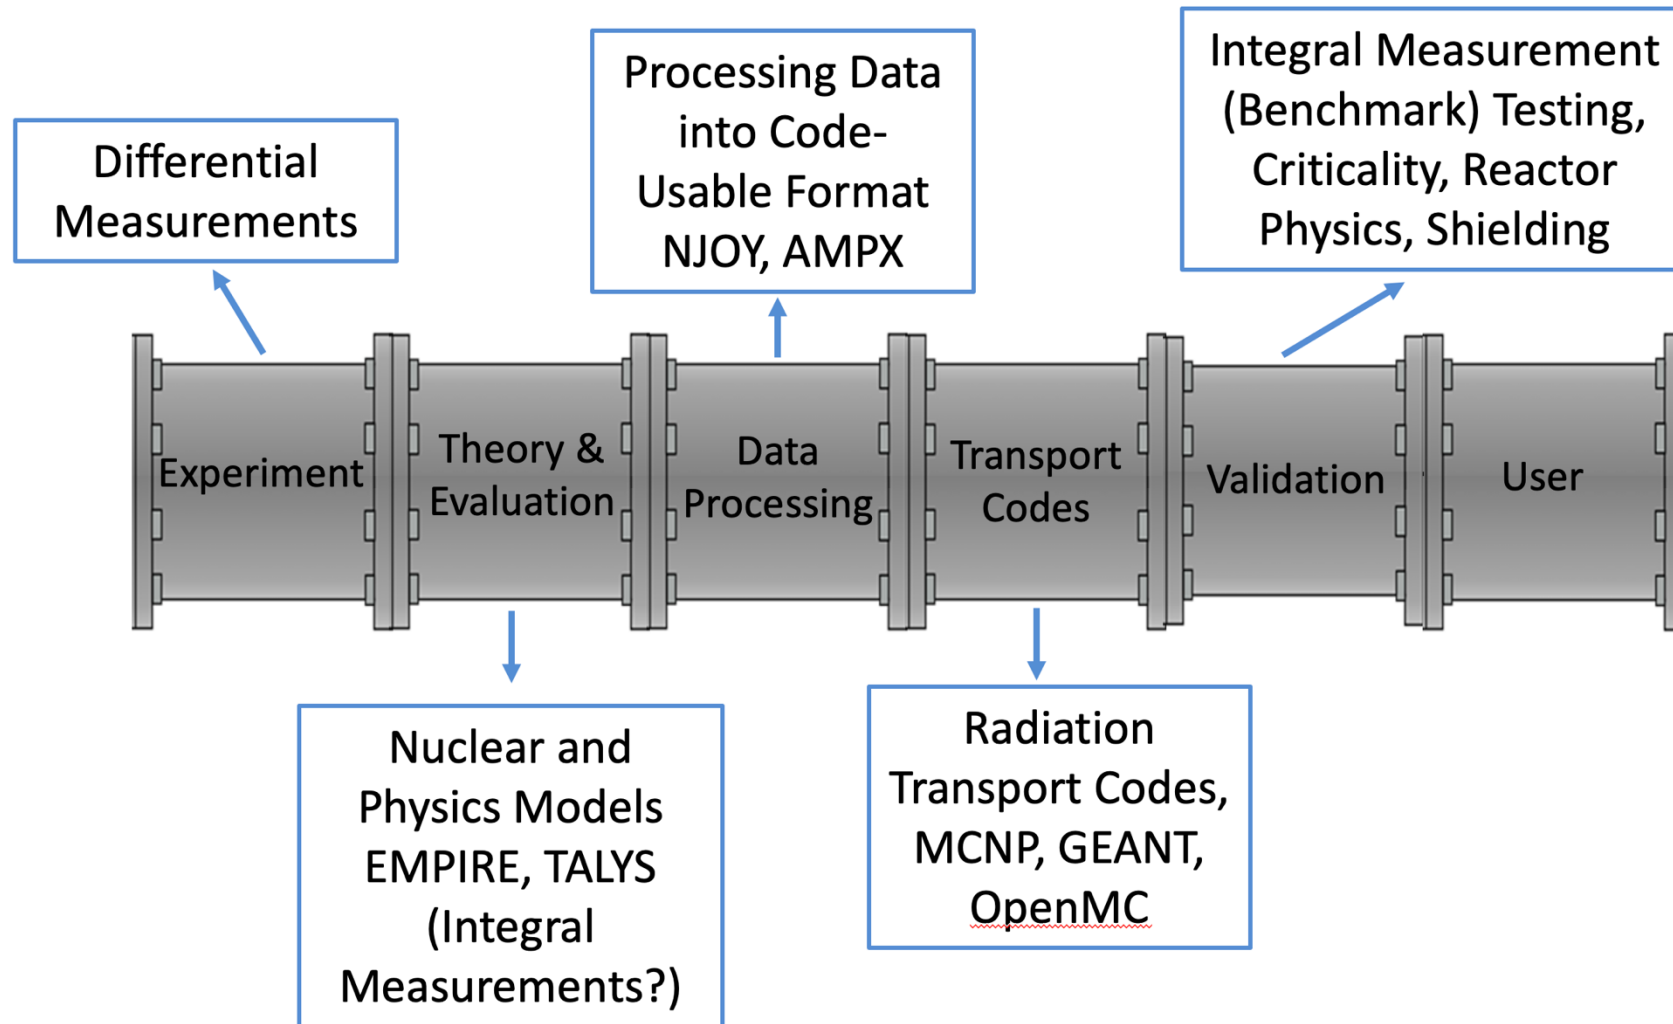 Differential
Measurements
Processing Data
into Code-
Usable Format
NJOY, AMPX
Integral Measurement
(Benchmark) Testing,
Criticality, Reactor
Physics, Shielding
Experiment
Theory &
Evaluation
Data
Processing
Transport
Codes
Validation
User
Nuclear and
Physics Models
EMPIRE, TALYS
(Integral
Measurements?)
Radiation
Transport Codes,
MCNP, GEANT,
OpenMC